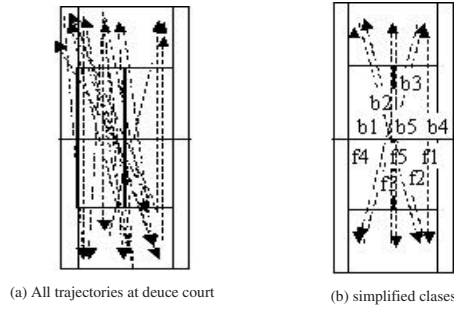 b3
b2
b1 b5 b4
f4 f5 f1
f3 f2
(a) All trajectories at deuce court
(b) simplified clases